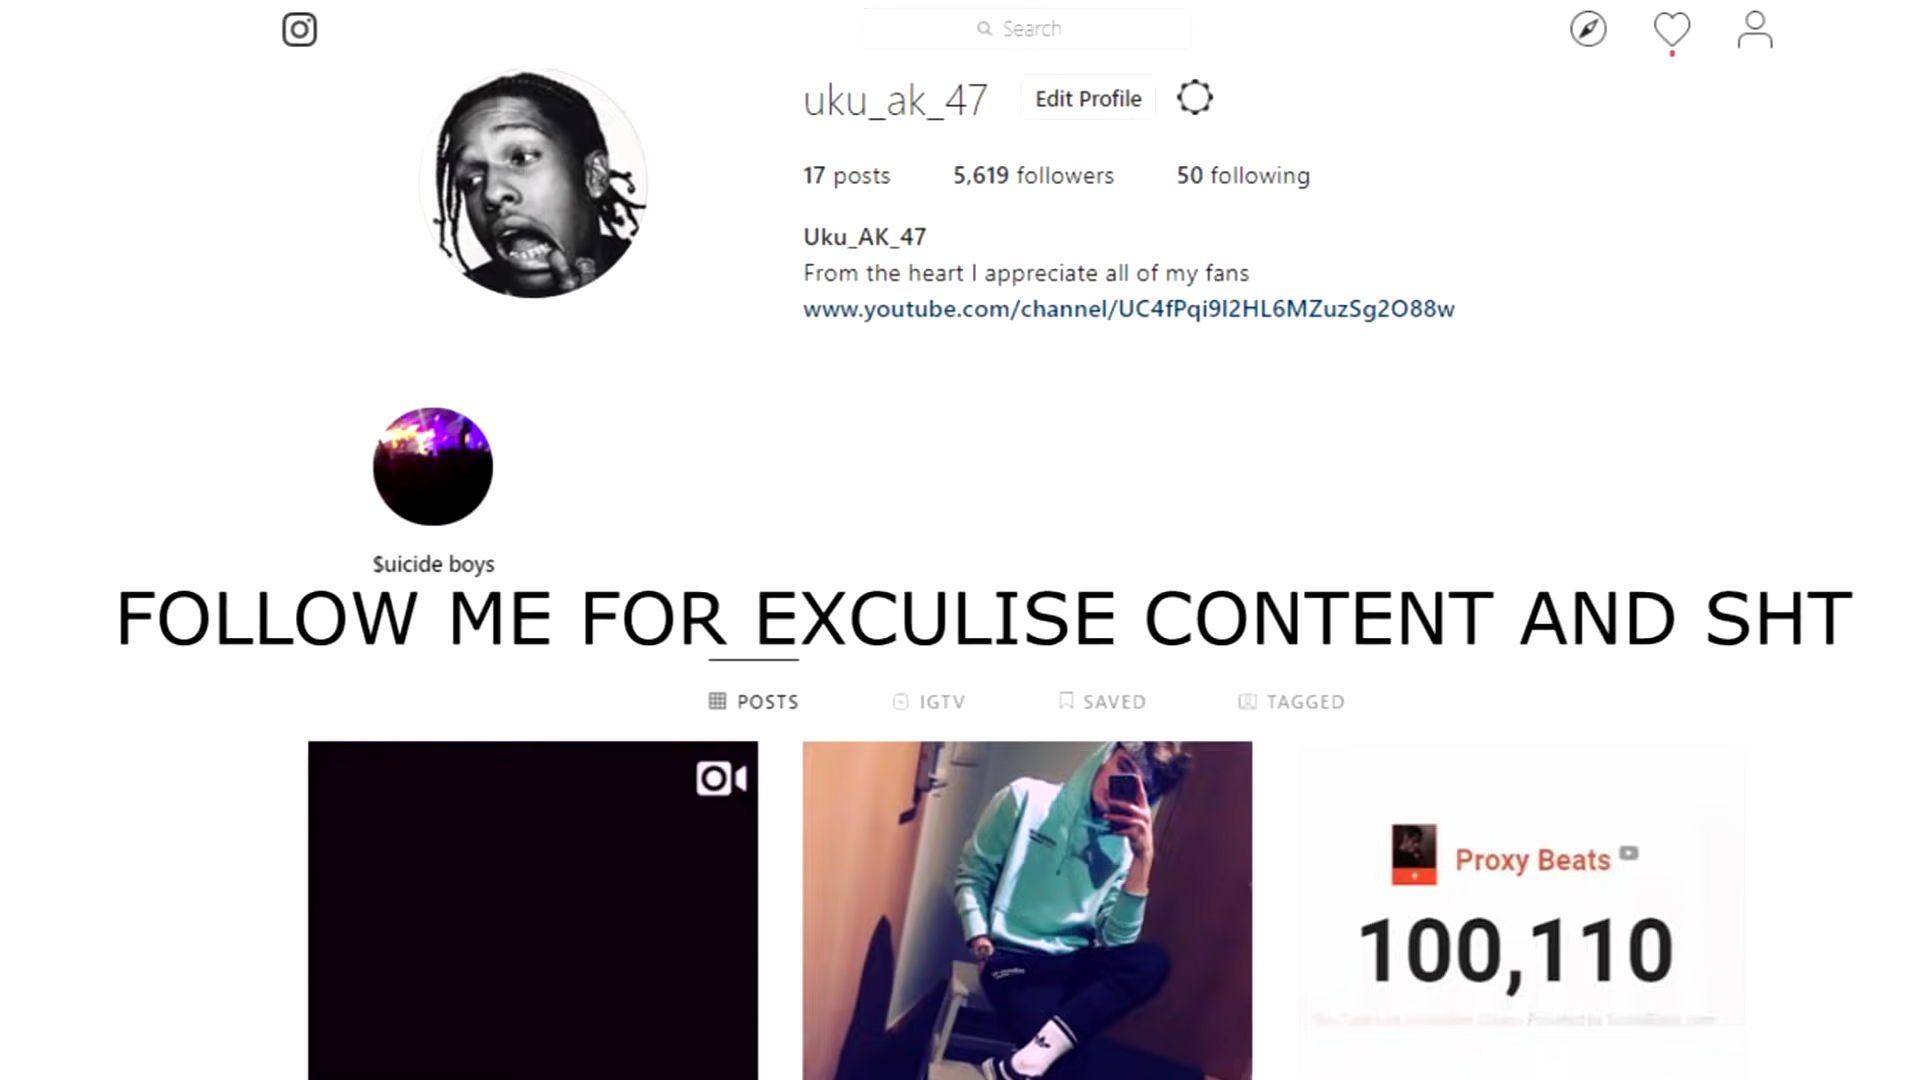 Search
uku_ak_47 Edit Profile
17 posts 5,619 followers 50 following
Uku_AK_47
From the heart I appreciate all of my fans
www.youtube.com/channel/UC4fPqi9I2HL6MZuzSg2O88w
$uicide boys
FOLLOW ME FOR EXCULISE CONTENT AND SHT
POSTS IGTV SAVED TAGGED
Proxy Beats
100,110